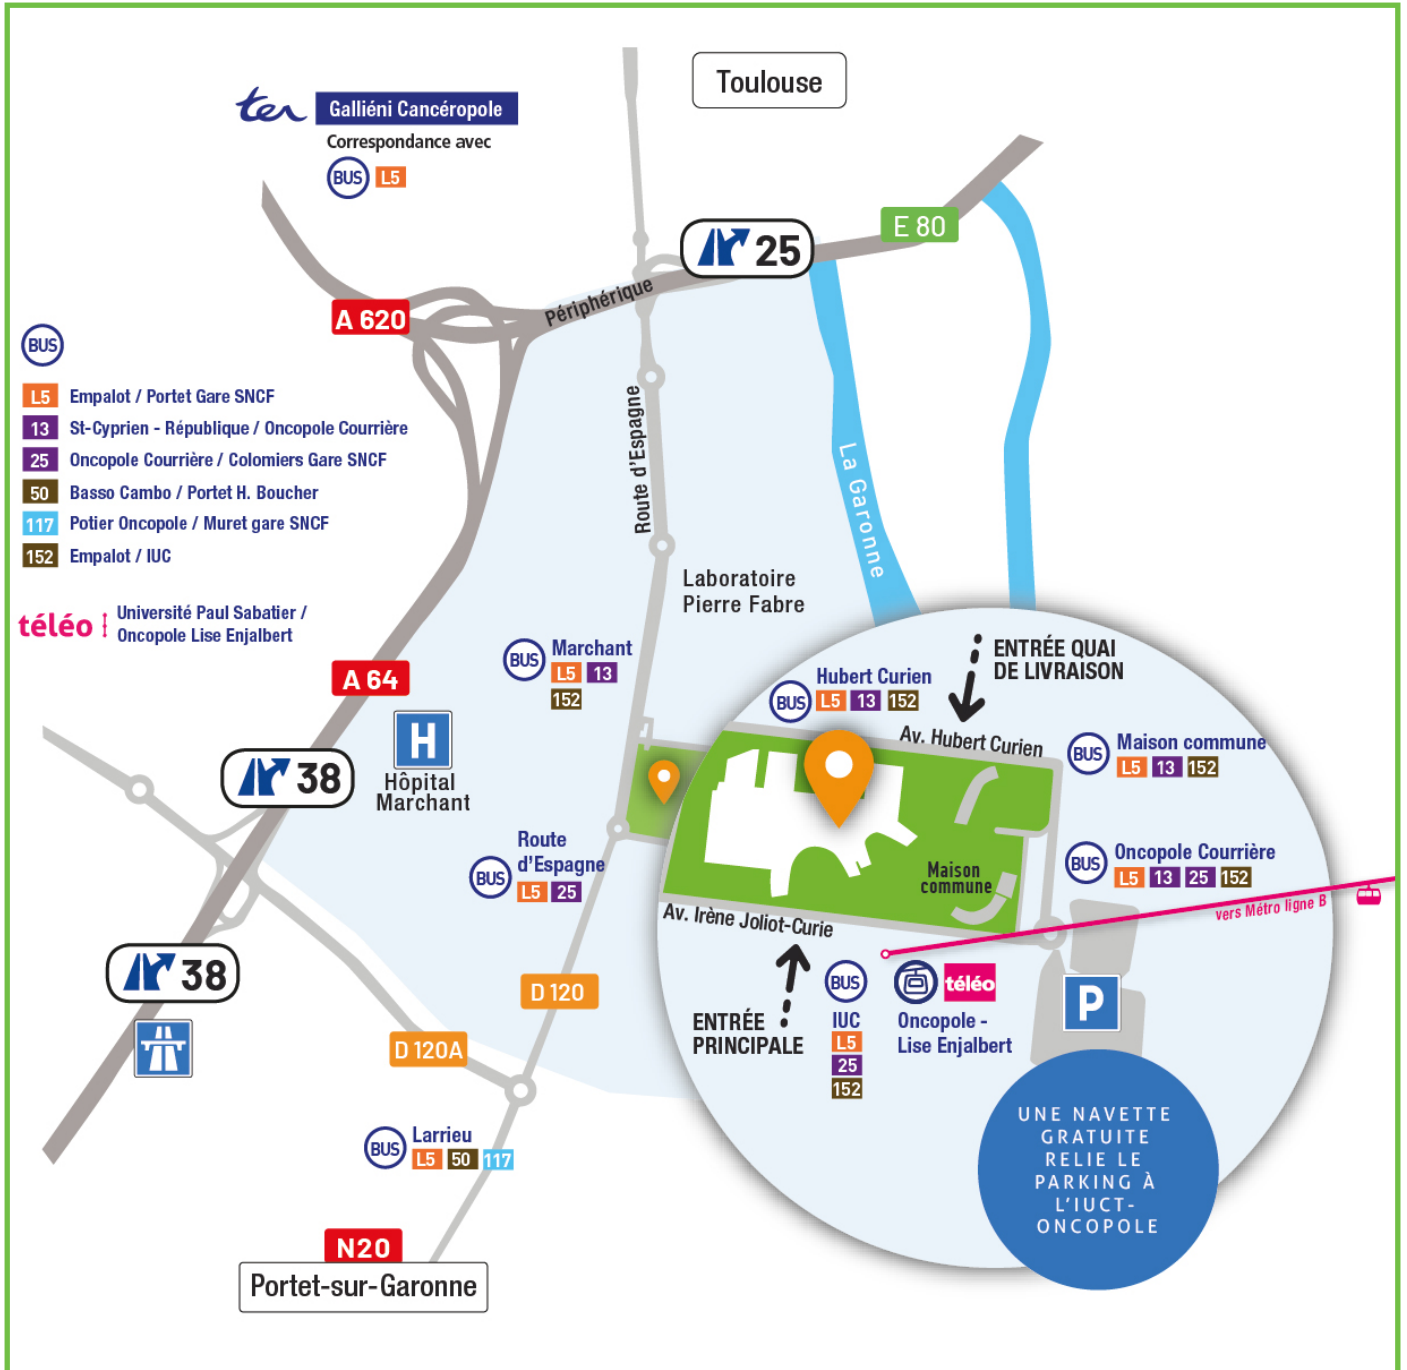 Toulouse
ter Galliéni Cancéropole
Correspondance avec
BUS L5
25
E 80
A 620
Périphérique
BUS
L5 Empalot / Portet Gare SNCF
13 St-Cyprien - République / Oncopole Courrière
25 Oncopole Courrière / Colomiers Gare SNCF
50 Basso Cambo / Portet H. Boucher
117 Potier Oncopole / Muret gare SNCF
152 Empalot / IUC
téléo Université Paul Sabatier /
Oncopole Lise Enjalbert
Route d'Espagne
La Garonne
Laboratoire
Pierre Fabre
BUS Marchant
L5 13
152
A 64
H
Hôpital
Marchant
38
38
ENTRÉE QUAI
DE LIVRAISON
BUS Hubert Curien
L5 13 152
Av. Hubert Curien
BUS Maison commune
L5 13 152
Route
d'Espagne
BUS L5 25
Maison
commune
BUS Oncopole Courrière
L5 13 25 152
vers Métro ligne B
Av. Irène Joliot-Curie
ENTRÉE
PRINCIPALE
BUS
IUC
L5
25
152
téléo
Oncopole -
Lise Enjalbert
P
D 120
D 120A
BUS Larrieu
L5 50 117
UNE NAVETTE
GRATUITE
RELIE LE
PARKING À
L'IUCT-
ONCOPOLE
N20
Portet-sur-Garonne